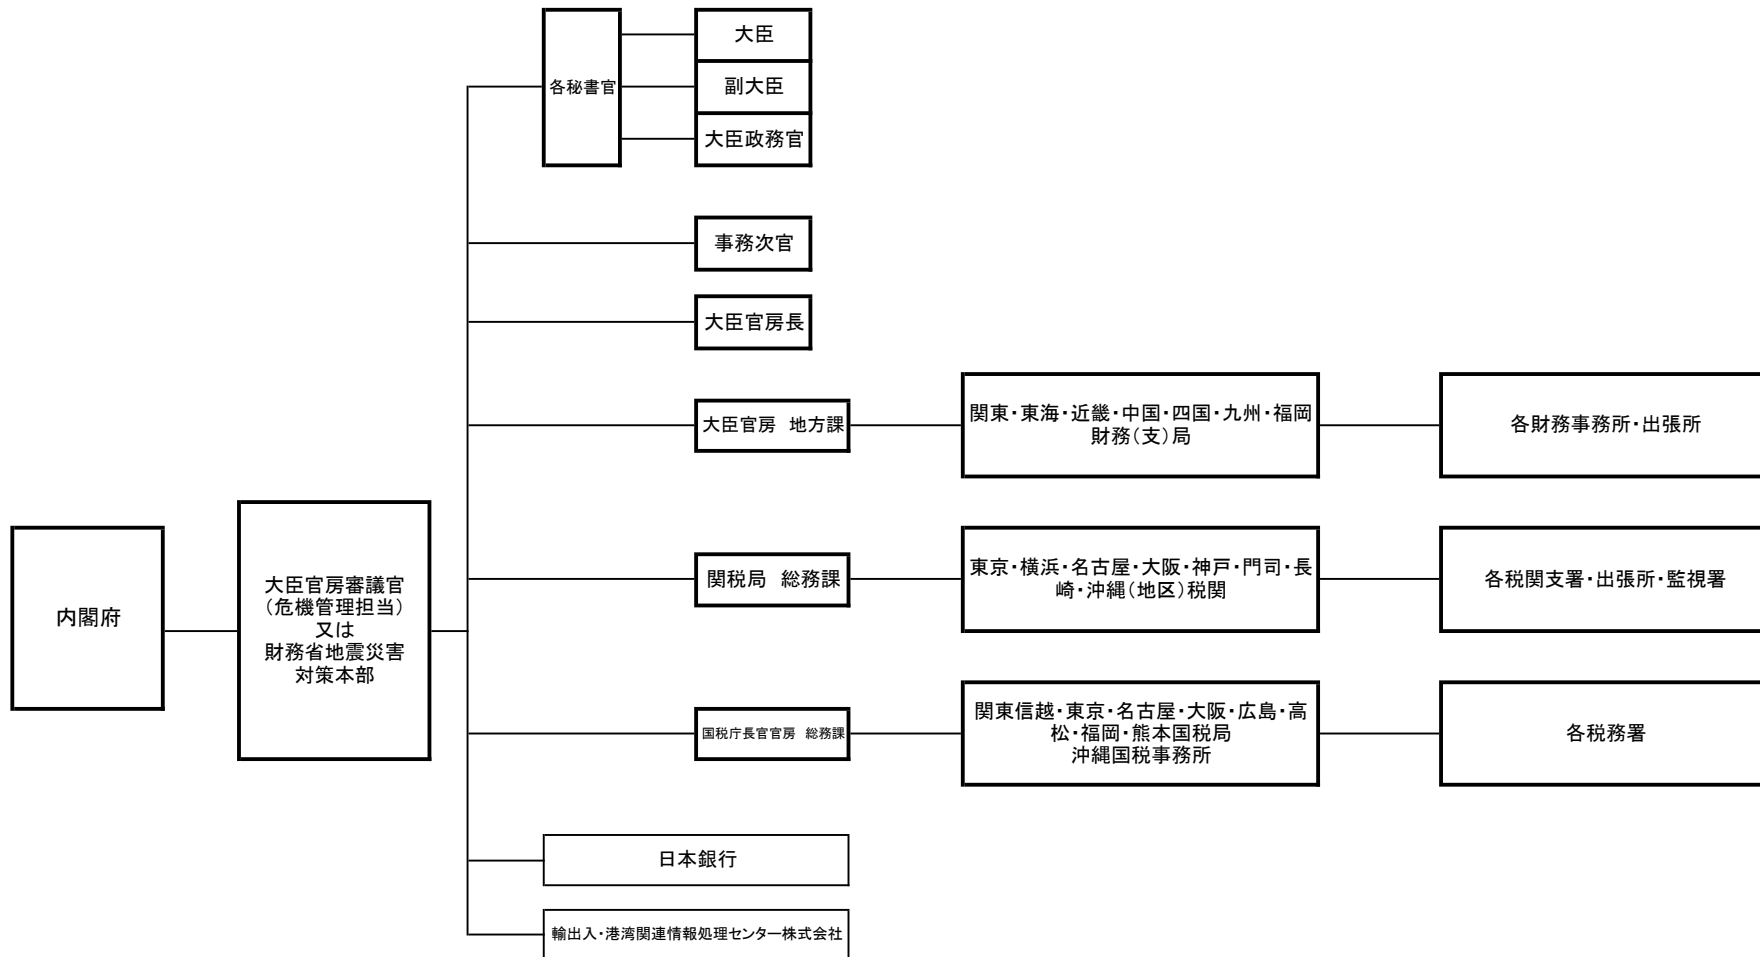 大臣
各秘書官
副大臣
大臣政務官
事務次官
大臣官房長
大臣官房 地方課
関東・東海・近畿・中国・四国・九州・福岡
財務(支)局
各財務事務所・出張所
内閣府
大臣官房審議官
(危機管理担当)
又は
財務省地震災害
対策本部
関税局 総務課
東京・横浜・名古屋・大阪・神戸・門司・長
崎・沖縄(地区)税関
各税関支署・出張所・監視署
国税庁長官官房 総務課
関東信越・東京・名古屋・大阪・広島・高
松・福岡・熊本国税局
沖縄国税事務所
各税務署
日本銀行
輸出入・港湾関連情報処理センター株式会社